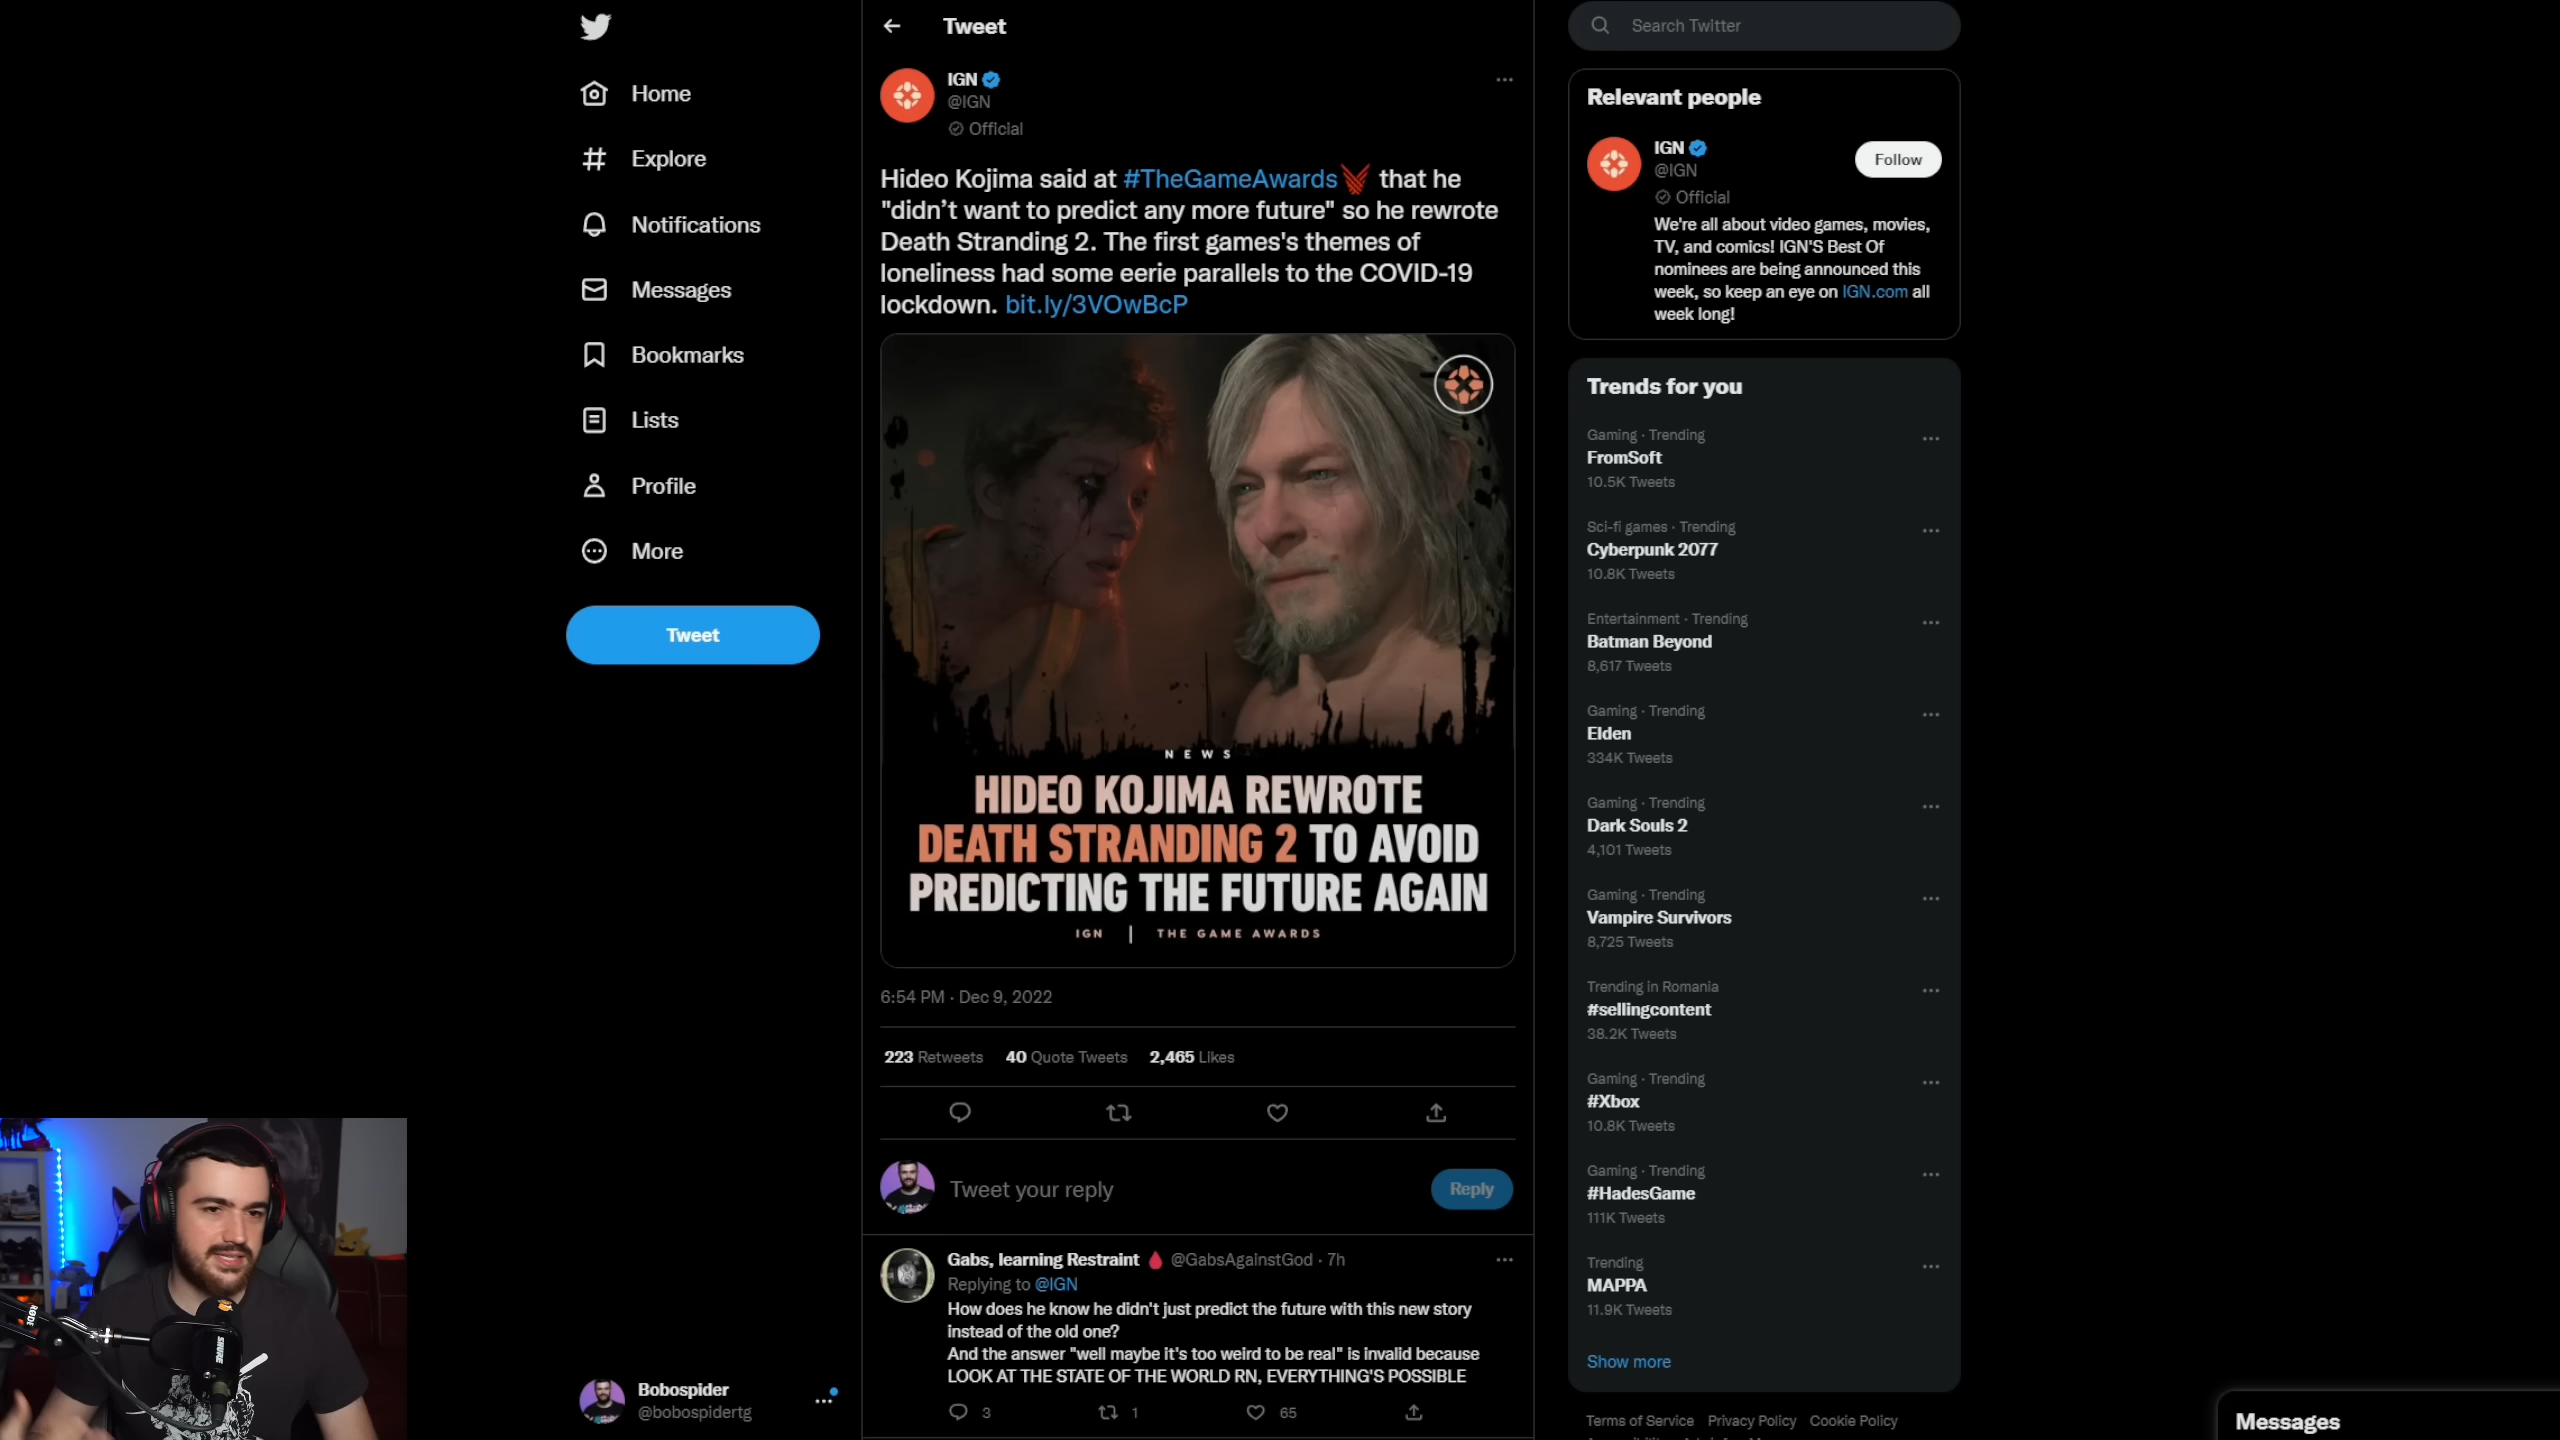 Home
Explore
Notifications
Messages
Bookmarks
Lists
Profile
More
Tweet
Bobospider
@bobospidertg
Tweet
IGN
@IGN
Official
Hideo Kojima said at #TheGameAwards that he
"didn't want to predict any more future" so he rewrote
Death Stranding 2. The first games's themes of
loneliness had some eerie parallels to the COVID-19
lockdown. bit.ly/3VOwBcP
NEWS
HIDEO KOJIMA REWROTE
DEATH STRANDING 2 TO AVOID
PREDICTING THE FUTURE AGAIN
IGN | THE GAME AWARDS
6:54 PM · Dec 9, 2022
223 Retweets 40 Quote Tweets 2,465 Likes
Tweet your reply
Reply
Gabs, learning Restraint @GabsAgainstGod · 7h
Replying to @IGN
How does he know he didn't just predict the future with this new story
instead of the old one?
And the answer "well maybe it's too weird to be real" is invalid because
LOOK AT THE STATE OF THE WORLD RN, EVERYTHING'S POSSIBLE
3 1 65
Search Twitter
Relevant people
IGN
@IGN
Official
Follow
We're all about video games, movies,
TV, and comics! IGN'S Best Of
nominees are being announced this
week, so keep an eye on IGN.com all
week long!
Trends for you
Gaming · Trending
FromSoft
10.5K Tweets
Sci-fi games · Trending
Cyberpunk 2077
10.8K Tweets
Entertainment · Trending
Batman Beyond
8,617 Tweets
Gaming · Trending
Elden
334K Tweets
Gaming · Trending
Dark Souls 2
4,101 Tweets
Gaming · Trending
Vampire Survivors
8,725 Tweets
Trending in Romania
#sellingcontent
38.2K Tweets
Gaming · Trending
#Xbox
10.8K Tweets
Gaming · Trending
#HadesGame
111K Tweets
Trending
MAPPA
11.9K Tweets
Show more
Terms of Service Privacy Policy Cookie Policy
Messages
RØDE
SHURE